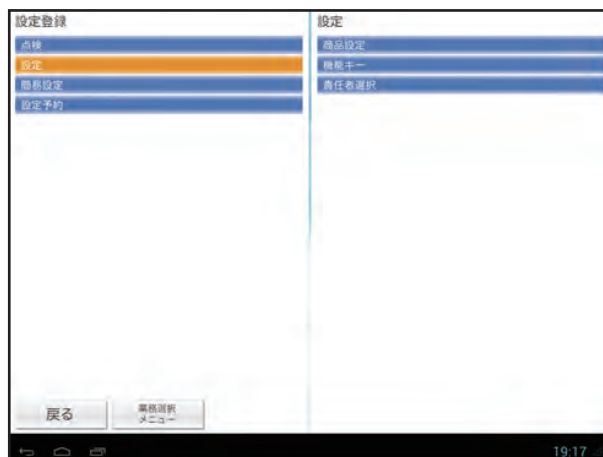 設定登録
点検
設定
簡易設定
設定予約
設定
商品設定
機能キー
責任者選択
戻る
業務選択
メニュー
19:17